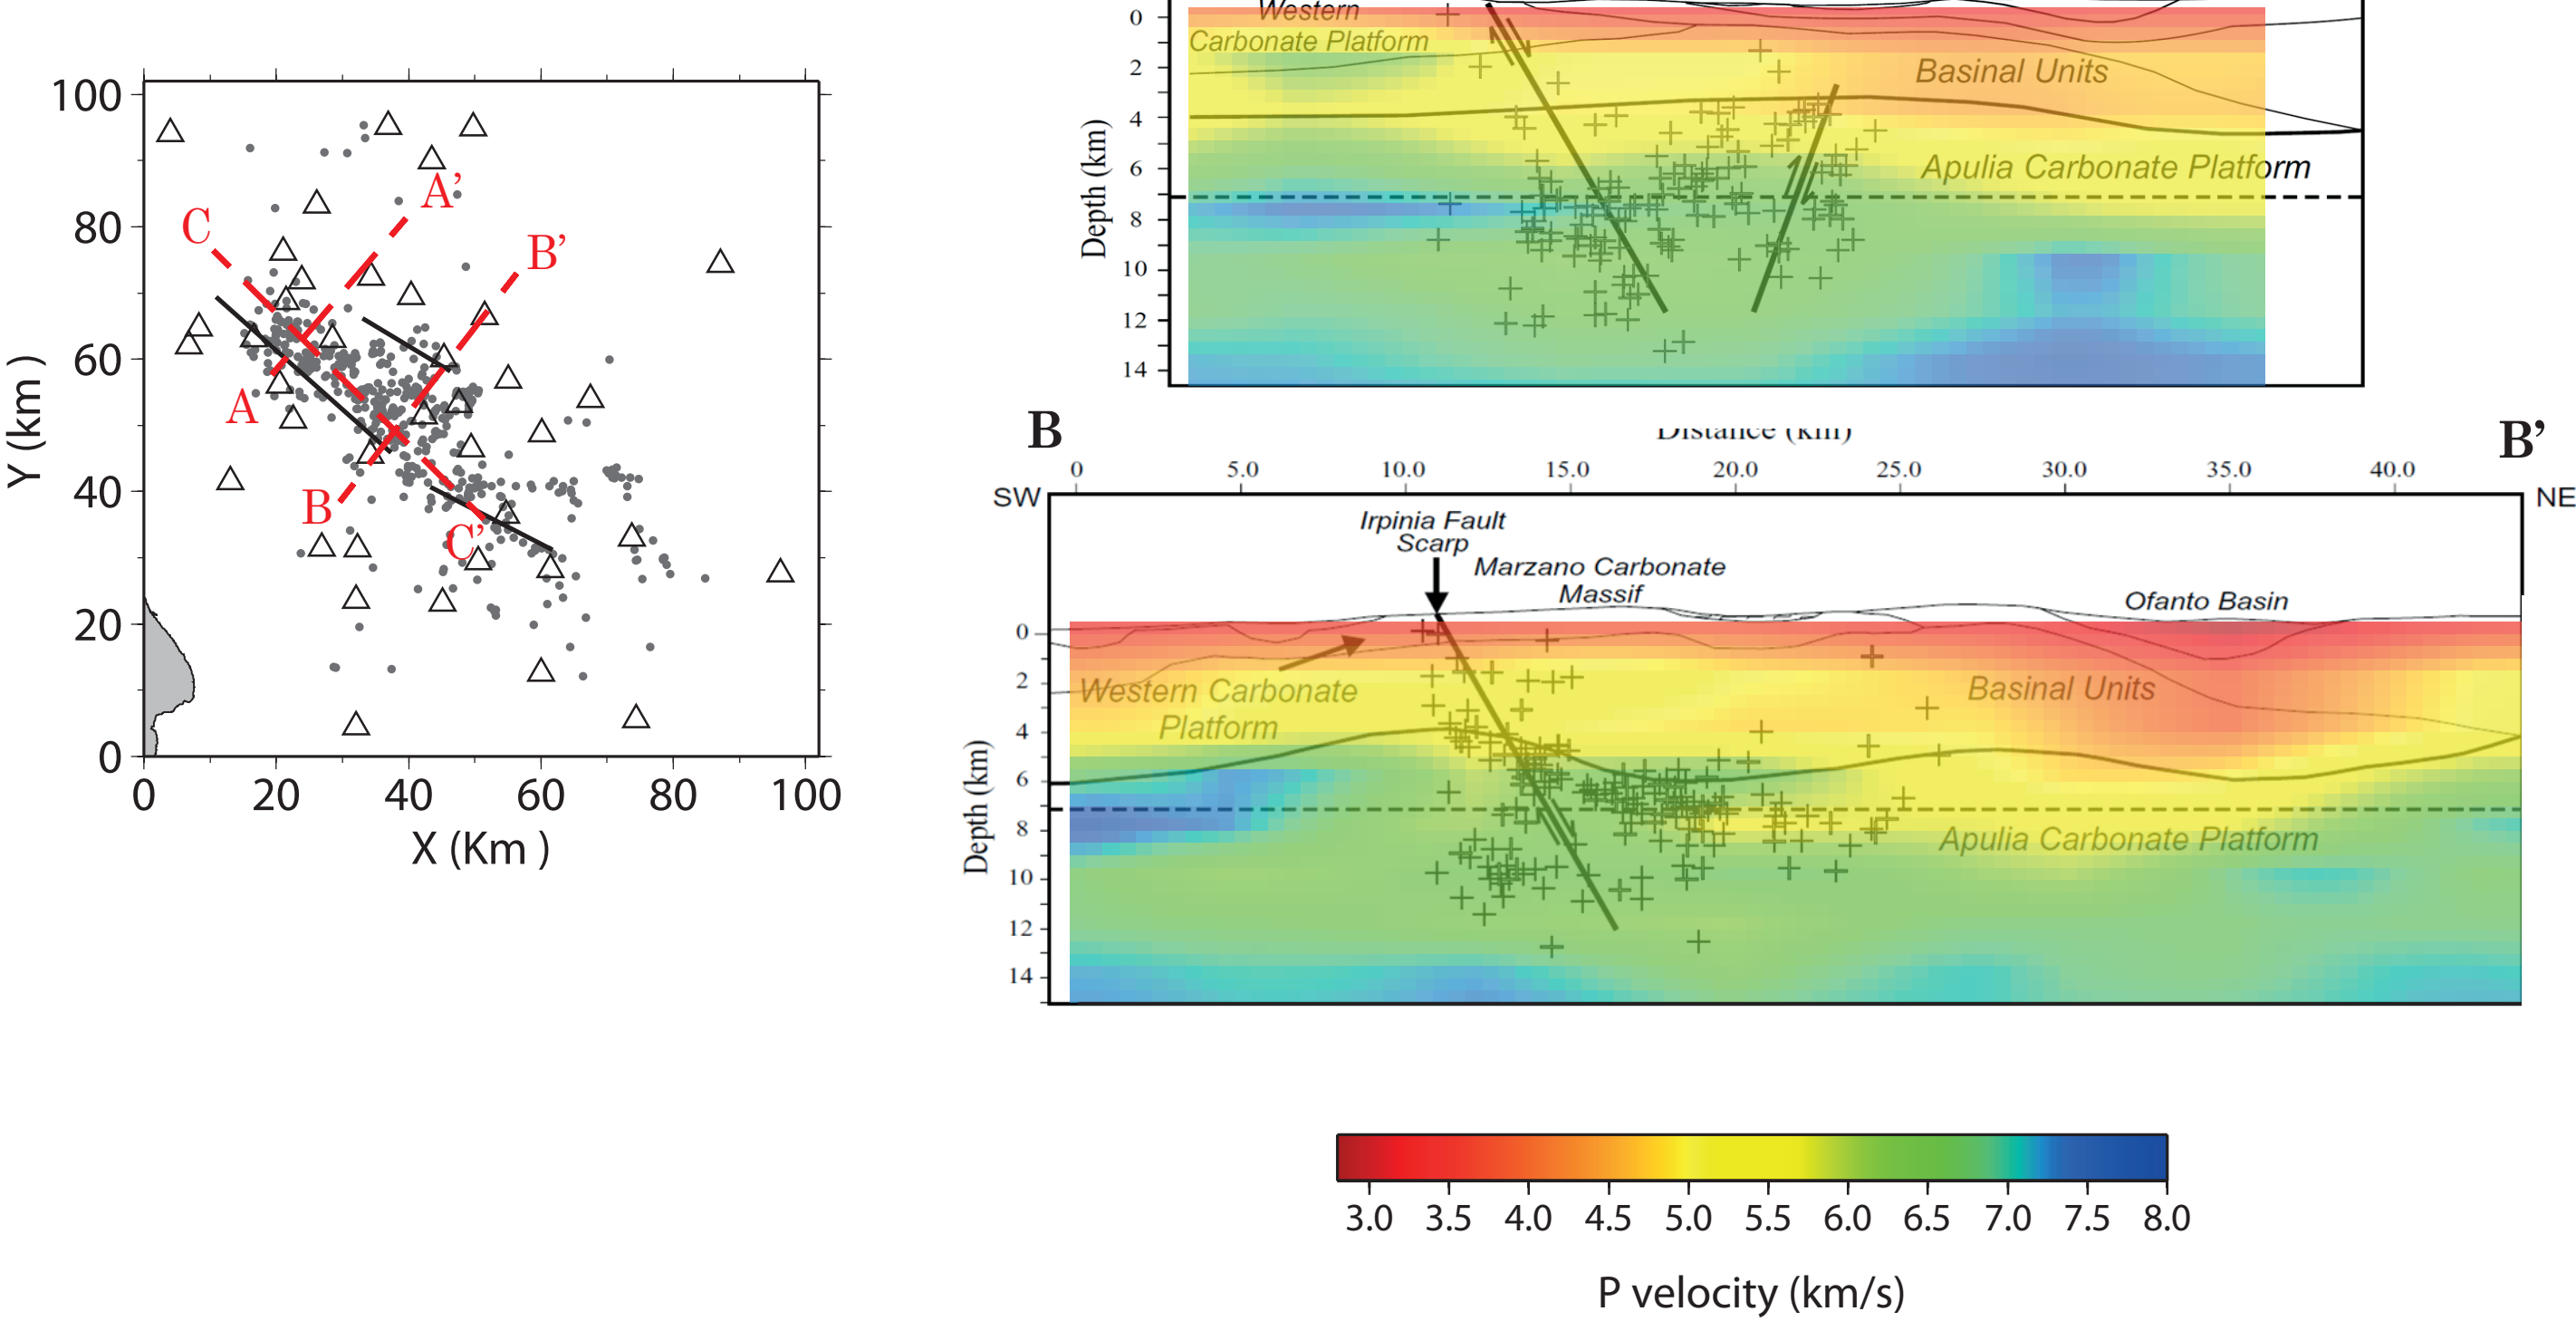 100
80
60
40
20
0
0 20 40 60 80 100
Y (km )
X (Km )
A'
C
B'
A
B
C'
Western
Carbonate Platform
Basinal Units
Apulia Carbonate Platform
0
2
4
6
8
10
12
14
Depth (km)
B
Distance (km)
B'
0 5.0 10.0 15.0 20.0 25.0 30.0 35.0 40.0
SW
NE
Irpinia Fault
Scarp
Marzano Carbonate
Massif
Ofanto Basin
Western Carbonate
Platform
Basinal Units
Apulia Carbonate Platform
0
2
4
6
8
10
12
14
Depth (km)
3.0 3.5 4.0 4.5 5.0 5.5 6.0 6.5 7.0 7.5 8.0
P velocity (km/s)